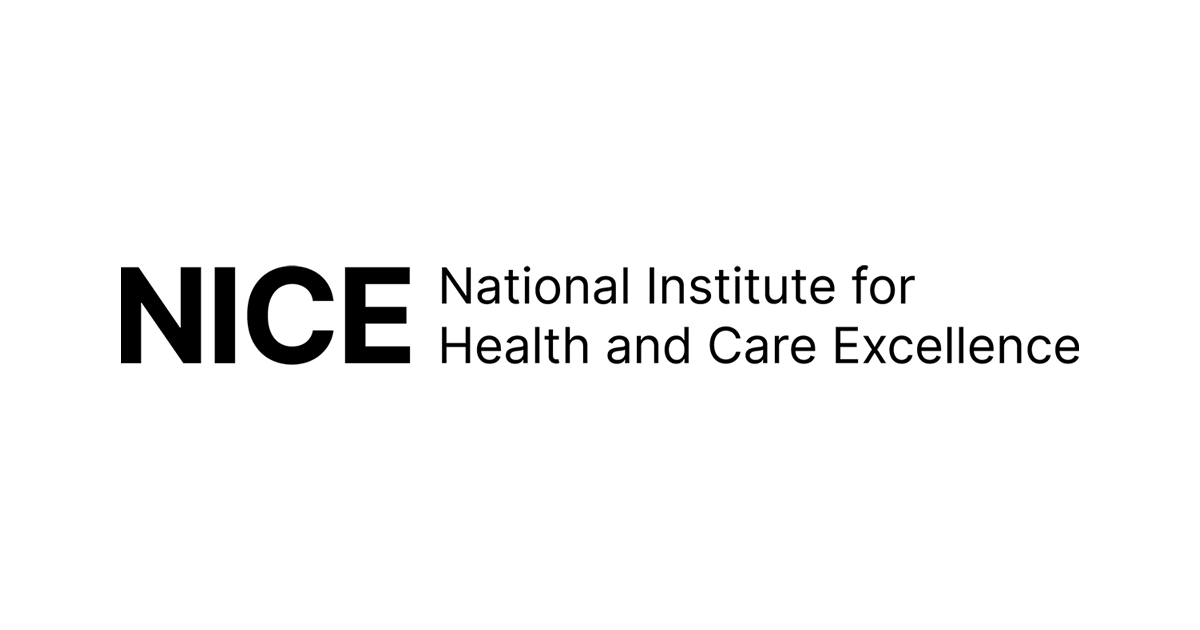 NICE
National Institute for
Health and Care Excellence